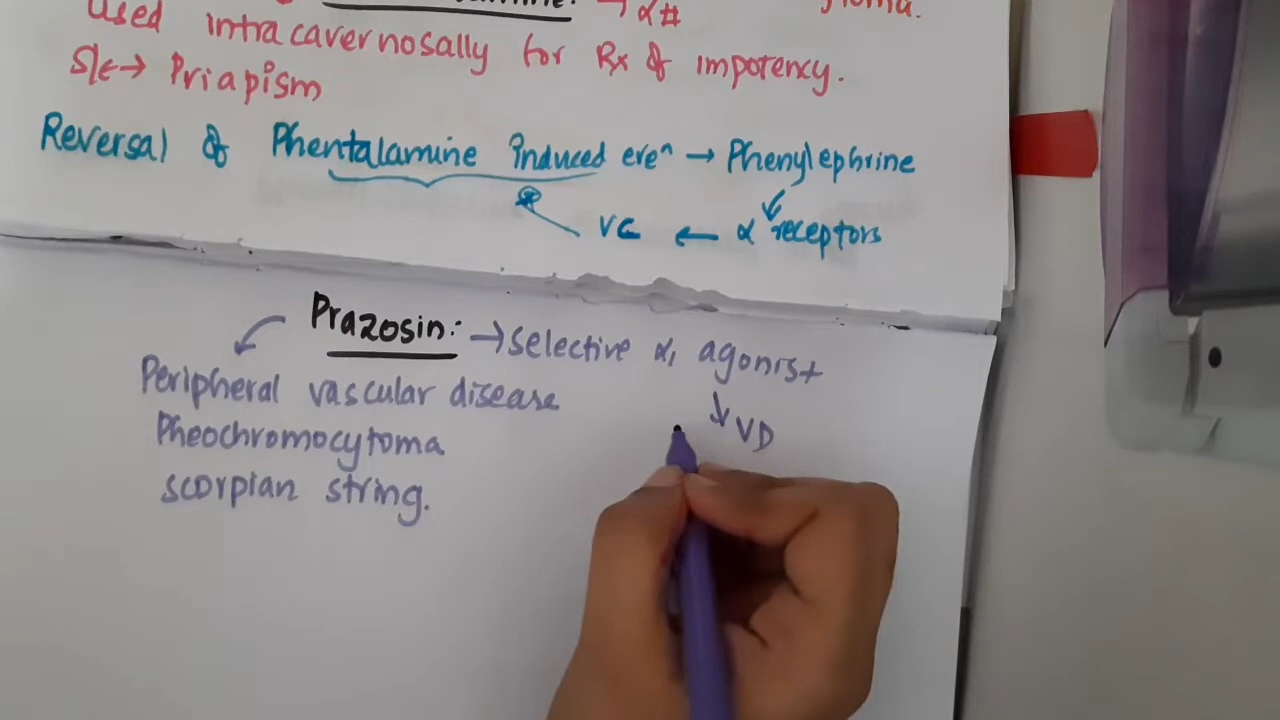 → α#
Used intracavernosally for Rx of impotency.
S/E → Priapism
Reversal of Phentalamine induced eren → Phenylephrine
VC ← α receptors
Prazosin: → selective α1 agonist
Peripheral vascular disease
VD
Pheochromocytoma
scorpian string.